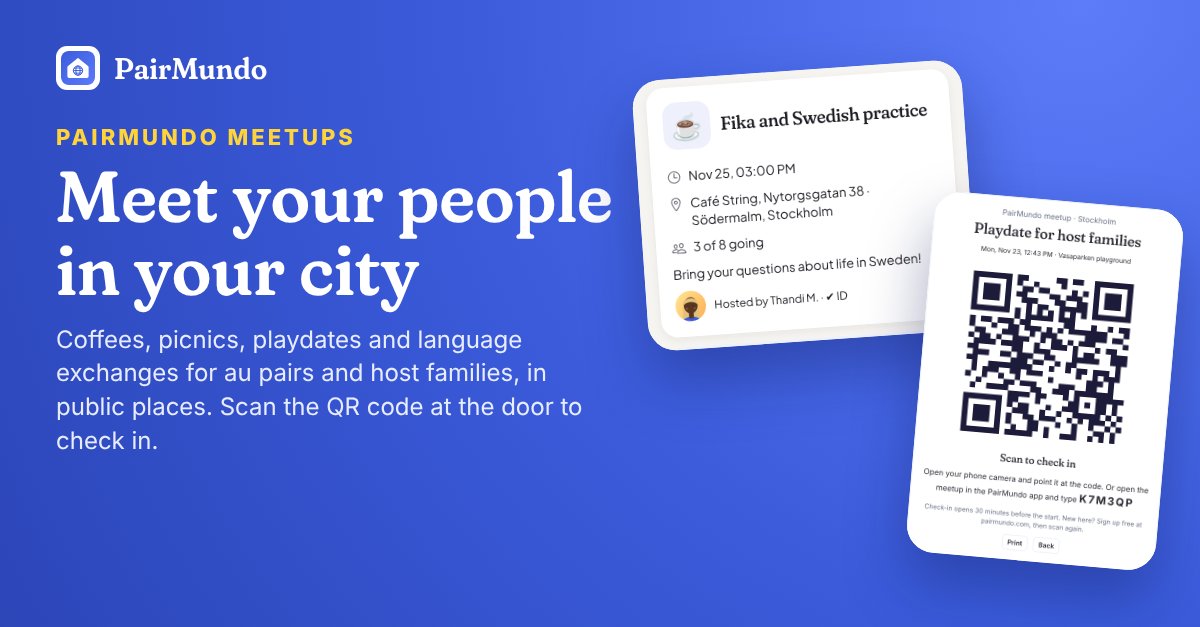 PairMundo
PAIRMUNDO MEETUPS
Meet your people
in your city
Coffees, picnics, playdates and language
exchanges for au pairs and host families, in
public places. Scan the QR code at the door to
check in.
Fika and Swedish practice
Nov 25, 03:00 PM
Café String, Nytorgsgatan 38 ·
Södermalm, Stockholm
3 of 8 going
Bring your questions about life in Sweden!
Hosted by Thandi M. · ✔ ID
PairMundo meetup · Stockholm
Playdate for host families
Mon, Nov 23, 12:43 PM · Vasaparken playground
Scan to check in
Open your phone camera and point it at the code. Or open the
meetup in the PairMundo app and type K7M3QP
Check-in opens 30 minutes before the start. New here? Sign up free at
pairmundo.com, then scan again.
Print Back